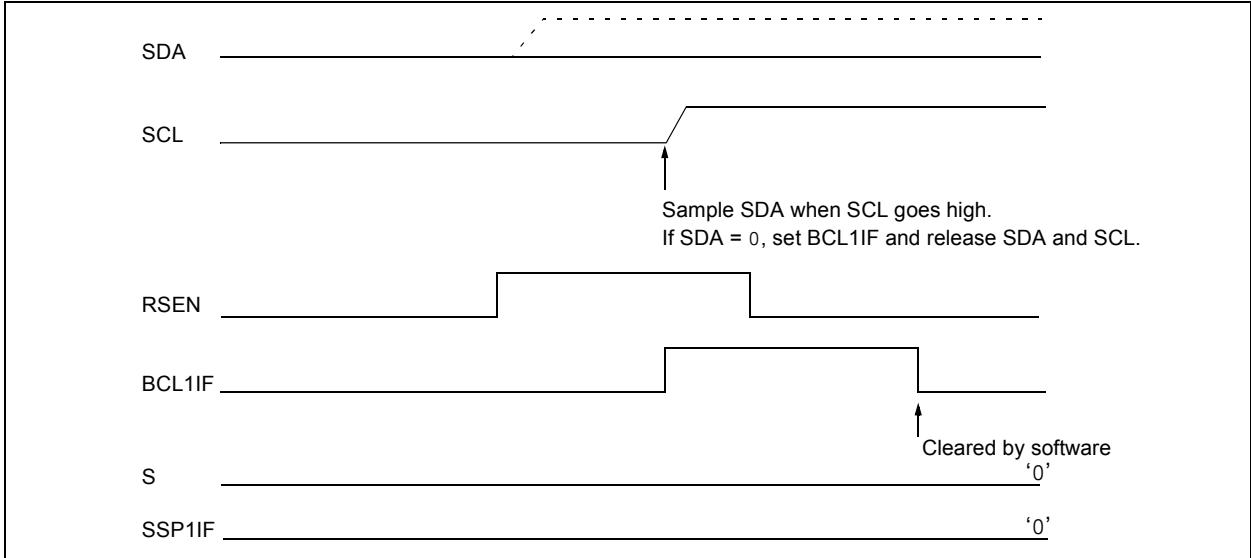 SDA
SCL
Sample SDA when SCL goes high.
If SDA = 0, set BCL1IF and release SDA and SCL.
RSEN
BCL1IF
Cleared by software
S
‘0’
SSP1IF
‘0’